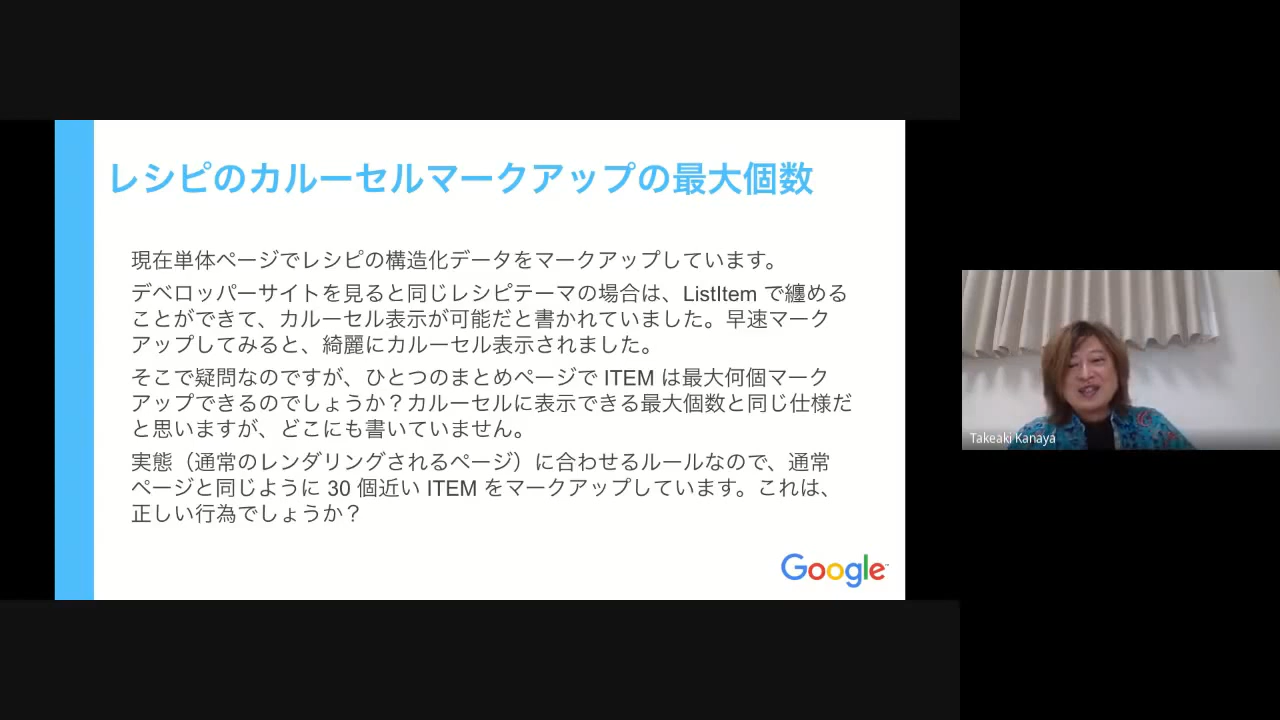 レシピのカルーセルマークアップの最大個数
現在単体ページでレシピの構造化データをマークアップしています。
デベロッパーサイトを見ると同じレシピテーマの場合は、ListItem で纏める
ことができて、カルーセル表示が可能だと書かれていました。早速マーク
アップしてみると、綺麗にカルーセル表示されました。
そこで疑問なのですが、ひとつのまとめページで ITEM は最大何個マーク
アップできるのでしょうか？カルーセルに表示できる最大個数と同じ仕様だ
と思いますが、どこにも書いていません。
実態（通常のレンダリングされるページ）に合わせるルールなので、通常
ページと同じように 30 個近い ITEM をマークアップしています。これは、
正しい行為でしょうか？
Google
Takeaki Kanaya